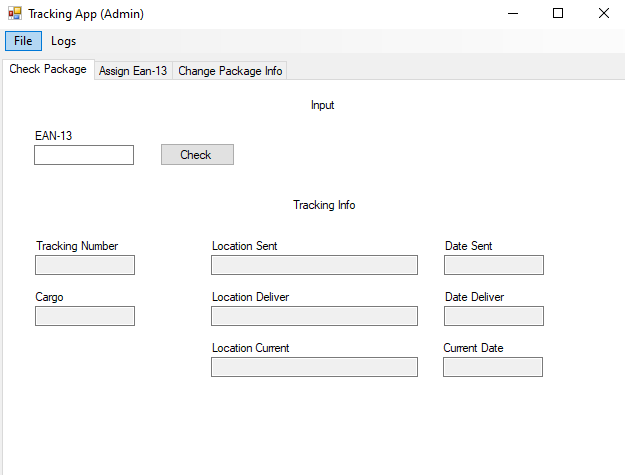 Tracking App (Admin)
File Logs
Check Package Assign Ean-13 Change Package Info
Input
EAN-13
Check
Tracking Info
Tracking Number Location Sent Date Sent
Cargo Location Deliver Date Deliver
Location Current Current Date